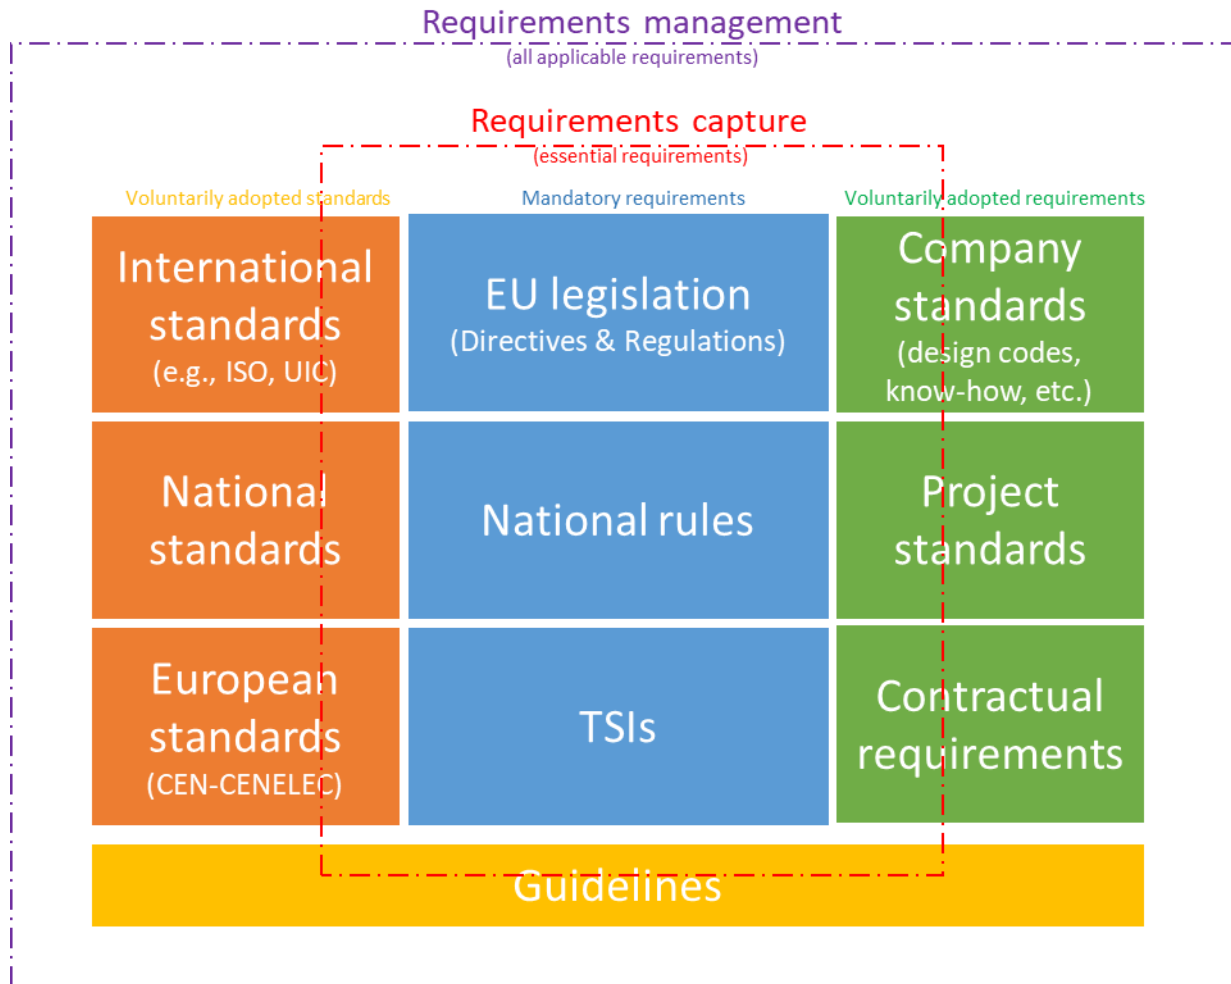 Requirements management
(all applicable requirements)
Requirements capture
(essential requirements)
Voluntarily adopted standards
Mandatory requirements
Voluntarily adopted requirements
International
standards
(e.g., ISO, UIC)
EU legislation
(Directives & Regulations)
Company
standards
(design codes,
know-how, etc.)
National
standards
National rules
Project
standards
European
standards
(CEN-CENELEC)
TSIs
Contractual
requirements
Guidelines